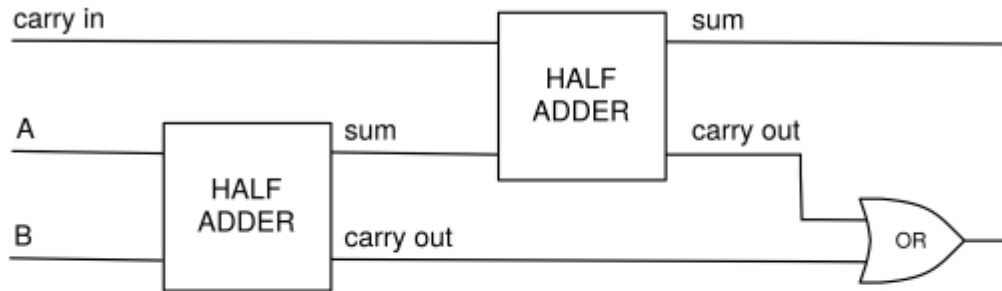 carry in
sum
HALF
ADDER
A
sum
carry out
HALF
ADDER
B
carry out
OR